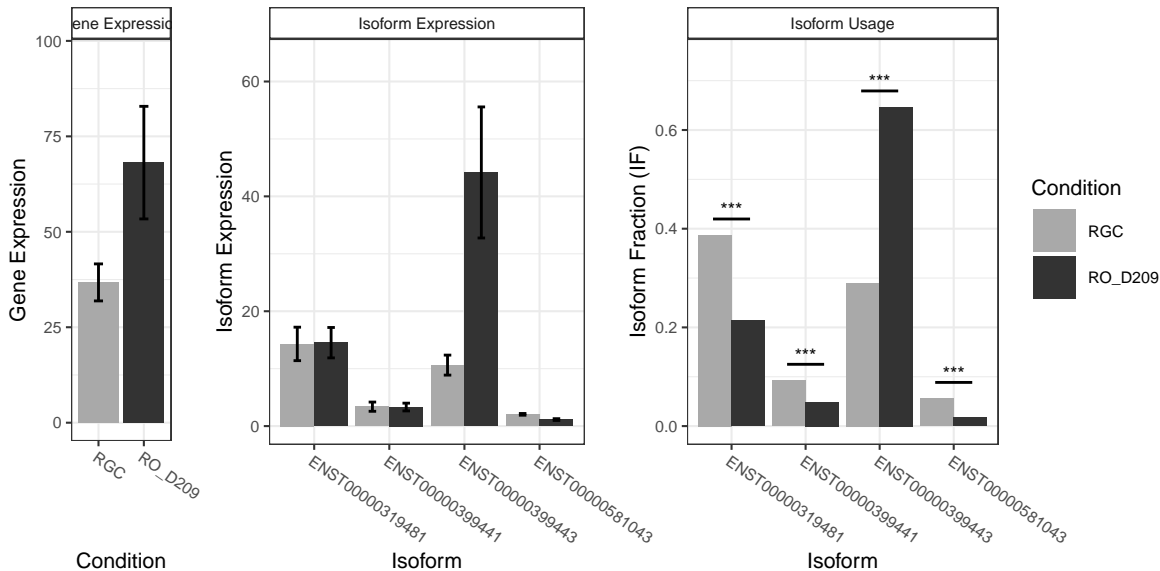 ene Expressio
Gene Expression
100
75
50
25
0
RGC
RO_D209
Condition
Isoform Expression
Isoform Expression
60
40
20
0
ENST00000319481
ENST00000399441
ENST00000399443
ENST00000581043
Isoform
Isoform Usage
Isoform Fraction (IF)
0.6
0.4
0.2
0.0
***
***
***
***
ENST00000319481
ENST00000399441
ENST00000399443
ENST00000581043
Isoform
Condition
RGC
RO_D209